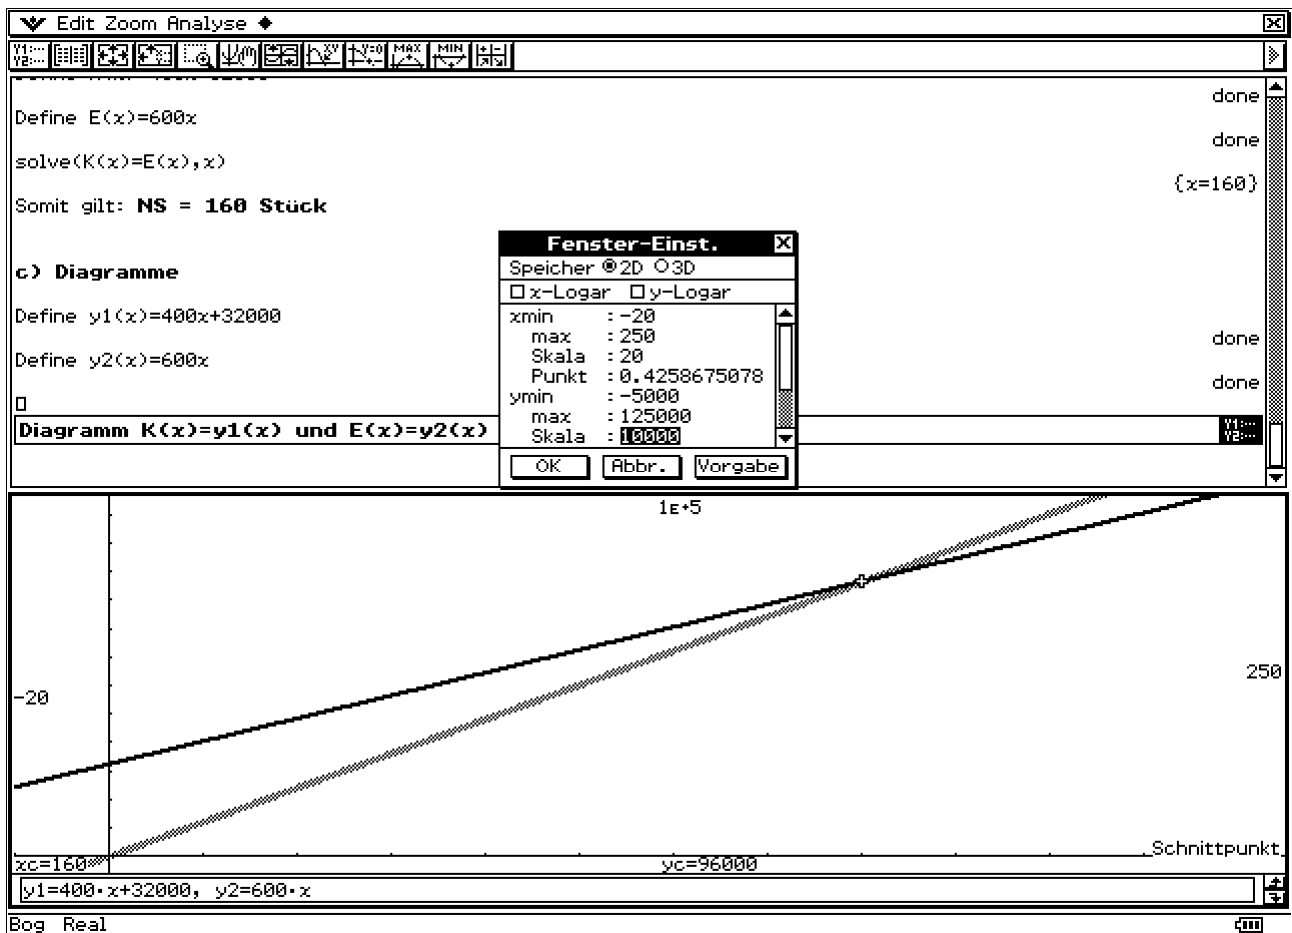 Edit Zoom Analyse
done
Define E(x)=600x
done
solve(K(x)=E(x),x)
{x=160}
Somit gilt: NS = 160 Stück
c) Diagramme
Define y1(x)=400x+32000
done
Define y2(x)=600x
done
Diagramm K(x)=y1(x) und E(x)=y2(x)
Fenster-Einst.
Speicher 2D 3D
x-Logar y-Logar
xmin :-20
max :250
Skala :20
Punkt :0.4258675078
ymin :-5000
max :125000
Skala :10000
OK Abbr. Vorgabe
1E+5
250
-20
Schnittpunkt
xc=160 yc=96000
y1=400·x+32000, y2=600·x
Bog Real